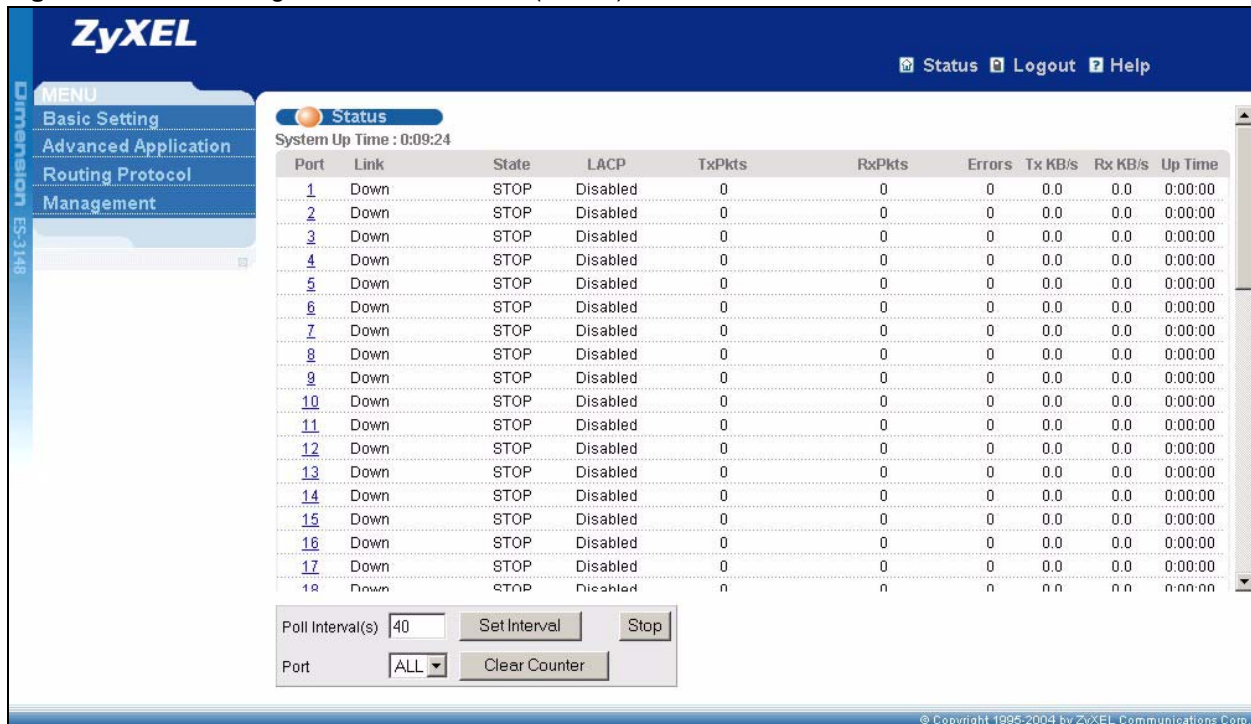 ZyXEL
Status Logout Help
MENU
Basic Setting
Advanced Application
Routing Protocol
Management
Dimension ES-3148
Status
System Up Time : 0:09:24
Port Link State LACP TxPkts RxPkts Errors Tx KB/s Rx KB/s Up Time
1 Down STOP Disabled 0 0 0 0.0 0.0 0:00:00
2 Down STOP Disabled 0 0 0 0.0 0.0 0:00:00
3 Down STOP Disabled 0 0 0 0.0 0.0 0:00:00
4 Down STOP Disabled 0 0 0 0.0 0.0 0:00:00
5 Down STOP Disabled 0 0 0 0.0 0.0 0:00:00
6 Down STOP Disabled 0 0 0 0.0 0.0 0:00:00
7 Down STOP Disabled 0 0 0 0.0 0.0 0:00:00
8 Down STOP Disabled 0 0 0 0.0 0.0 0:00:00
9 Down STOP Disabled 0 0 0 0.0 0.0 0:00:00
10 Down STOP Disabled 0 0 0 0.0 0.0 0:00:00
11 Down STOP Disabled 0 0 0 0.0 0.0 0:00:00
12 Down STOP Disabled 0 0 0 0.0 0.0 0:00:00
13 Down STOP Disabled 0 0 0 0.0 0.0 0:00:00
14 Down STOP Disabled 0 0 0 0.0 0.0 0:00:00
15 Down STOP Disabled 0 0 0 0.0 0.0 0:00:00
16 Down STOP Disabled 0 0 0 0.0 0.0 0:00:00
17 Down STOP Disabled 0 0 0 0.0 0.0 0:00:00
18 Down STOP Disabled 0 0 0 0.0 0.0 0:00:00
Poll Interval(s) 40 Set Interval Stop
Port ALL Clear Counter
© Copyright 1995-2004 by ZyXEL Communications Corp.